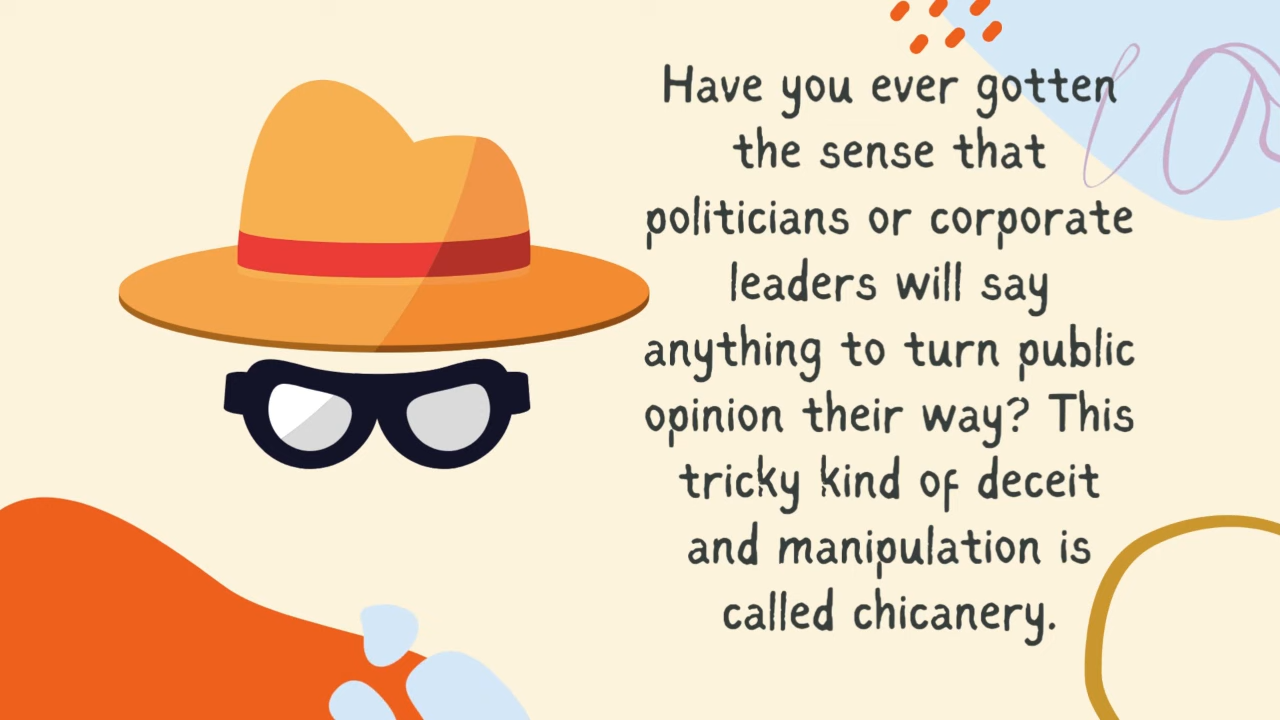 Have you ever gotten
the sense that
politicians or corporate
leaders will say
anything to turn public
opinion their way? This
tricky kind of deceit
and manipulation is
called chicanery.